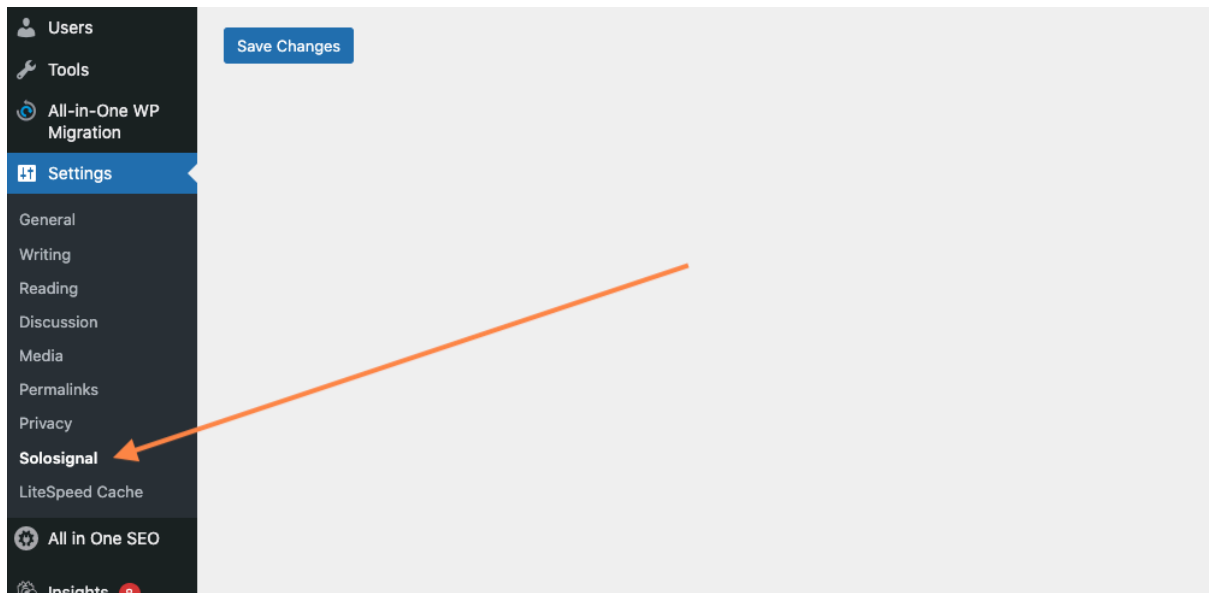 Users
Save Changes
Tools
All-in-One WP
Migration
Settings
General
Writing
Reading
Discussion
Media
Permalinks
Privacy
Solosignal
LiteSpeed Cache
All in One SEO
Insights